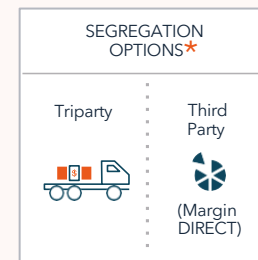 SEGREGATION
OPTIONS*
Triparty
$
Third
Party
(Margin
DIRECT)